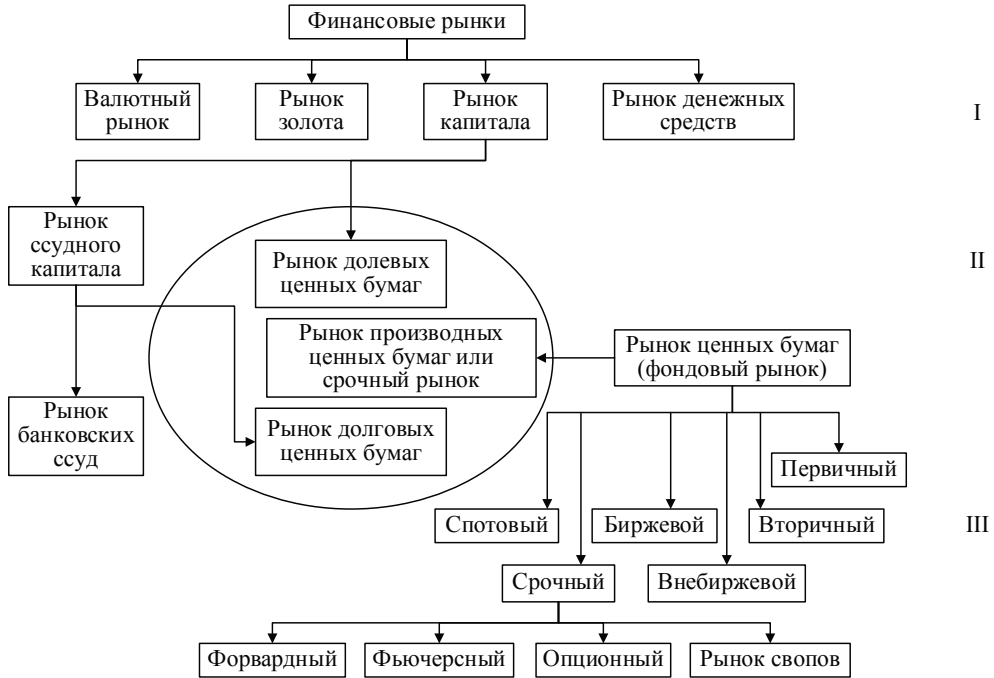 Финансовые рынки
Валютный
рынок
Рынок
золота
Рынок
капитала
Рынок денежных
средств
I
Рынок
ссудного
капитала
Рынок долевых
ценных бумаг
II
Рынок производных
ценных бумаг или
срочный рынок
Рынок ценных бумаг
(фондовый рынок)
Рынок
банковских
ссуд
Рынок долговых
ценных бумаг
Первичный
Спотовый
Биржевой
Вторичный
III
Срочный
Внебиржевой
Форвардный
Фьючерсный
Опционный
Рынок свопов